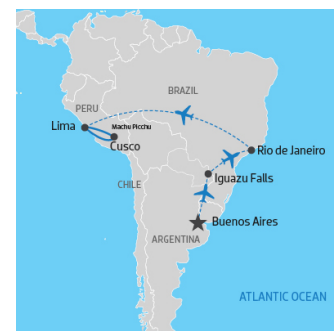 BRAZIL
PERU
Lima
Machu Picchu
Cusco
Rio de Janeiro
Iguazu Falls
CHILE
Buenos Aires
ARGENTINA
ATLANTIC OCEAN